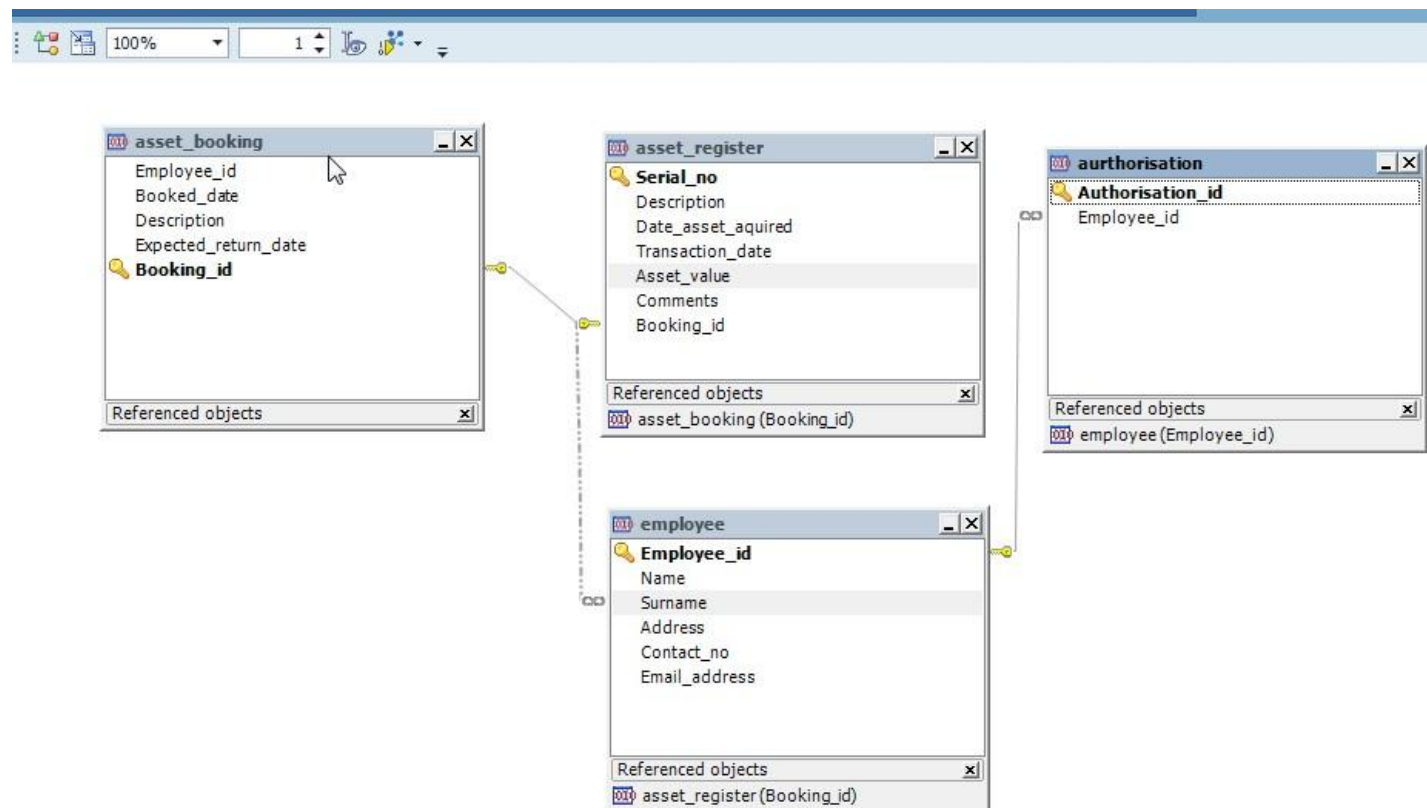 100%
1
asset_booking
Employee_id
Booked_date
Description
Expected_return_date
Booking_id
Referenced objects
asset_register
Serial_no
Description
Date_asset_aquired
Transaction_date
Asset_value
Comments
Booking_id
Referenced objects
asset_booking (Booking_id)
aurthorisation
Authorisation_id
Employee_id
Referenced objects
employee (Employee_id)
employee
Employee_id
Name
Surname
Address
Contact_no
Email_address
Referenced objects
asset_register (Booking_id)